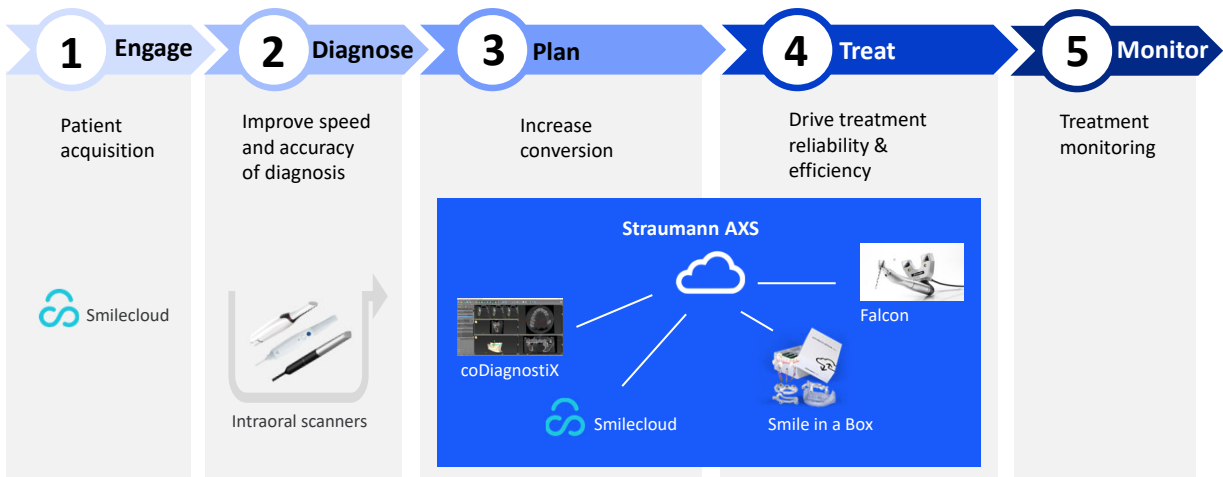 1 Engage
2 Diagnose
3 Plan
4 Treat
5 Monitor
Patient
acquisition
Improve speed
and accuracy
of diagnosis
Increase
conversion
Drive treatment
reliability &
efficiency
Treatment
monitoring
Smilecloud
Intraoral scanners
Straumann AXS
coDiagnostiX
Smilecloud
Smile in a Box
Falcon